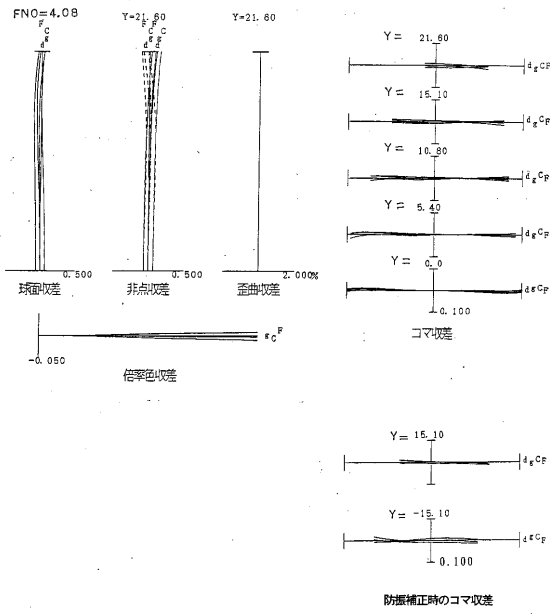 FNO=4.08
F
C
g
d
Y=21.60
F F
C C
g g
d d
Y=21.60
0.500
球面収差
0.500
非点収差
2.000%
歪曲収差
-0.050
g C F
倍率色収差
Y= 21.60
d g C F
Y= 15.10
d g C F
Y= 10.80
d g C F
Y= 5.40
d g C F
Y= 0.0
d g C F
0.100
コマ収差
Y= 15.10
d g C F
Y= -15.10
d g C F
0.100
防振補正時のコマ収差